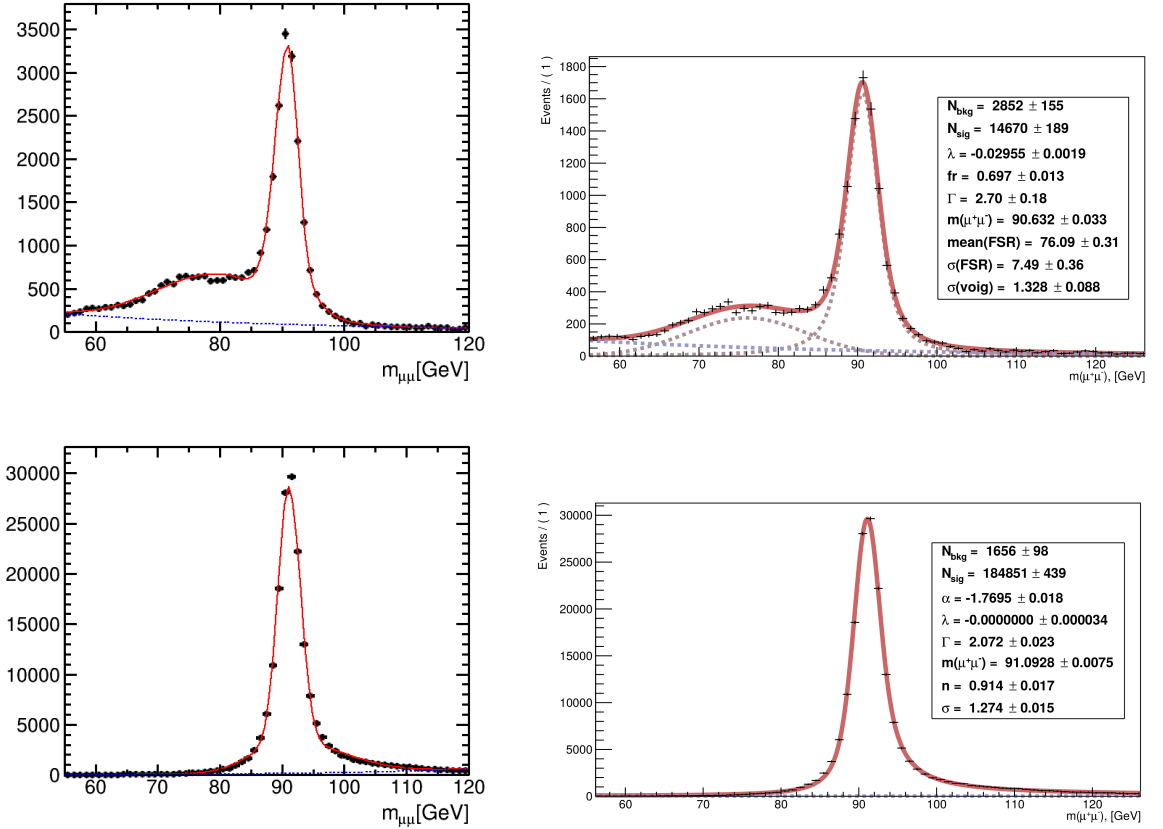 3500
3000
2500
2000
1500
1000
500
0
60 80 100 120
m_μμ[GeV]
Events / ( 1 )
1800
1600
1400
1200
1000
800
600
400
200
0
60 70 80 90 100 110 120
m(μ⁺μ⁻), [GeV]
N_bkg = 2852 ± 155
N_sig = 14670 ± 189
λ = -0.02955 ± 0.0019
fr = 0.697 ± 0.013
Γ = 2.70 ± 0.18
m(μ⁺μ⁻) = 90.632 ± 0.033
mean(FSR) = 76.09 ± 0.31
σ(FSR) = 7.49 ± 0.36
σ(voig) = 1.328 ± 0.088
30000
25000
20000
15000
10000
5000
0
60 80 100 120
m_μμ[GeV]
Events / ( 1 )
30000
25000
20000
15000
10000
5000
0
60 70 80 90 100 110 120
m(μ⁺μ⁻), [GeV]
N_bkg = 1656 ± 98
N_sig = 184851 ± 439
α = -1.7695 ± 0.018
λ = -0.0000000 ± 0.000034
Γ = 2.072 ± 0.023
m(μ⁺μ⁻) = 91.0928 ± 0.0075
n = 0.914 ± 0.017
σ = 1.274 ± 0.015